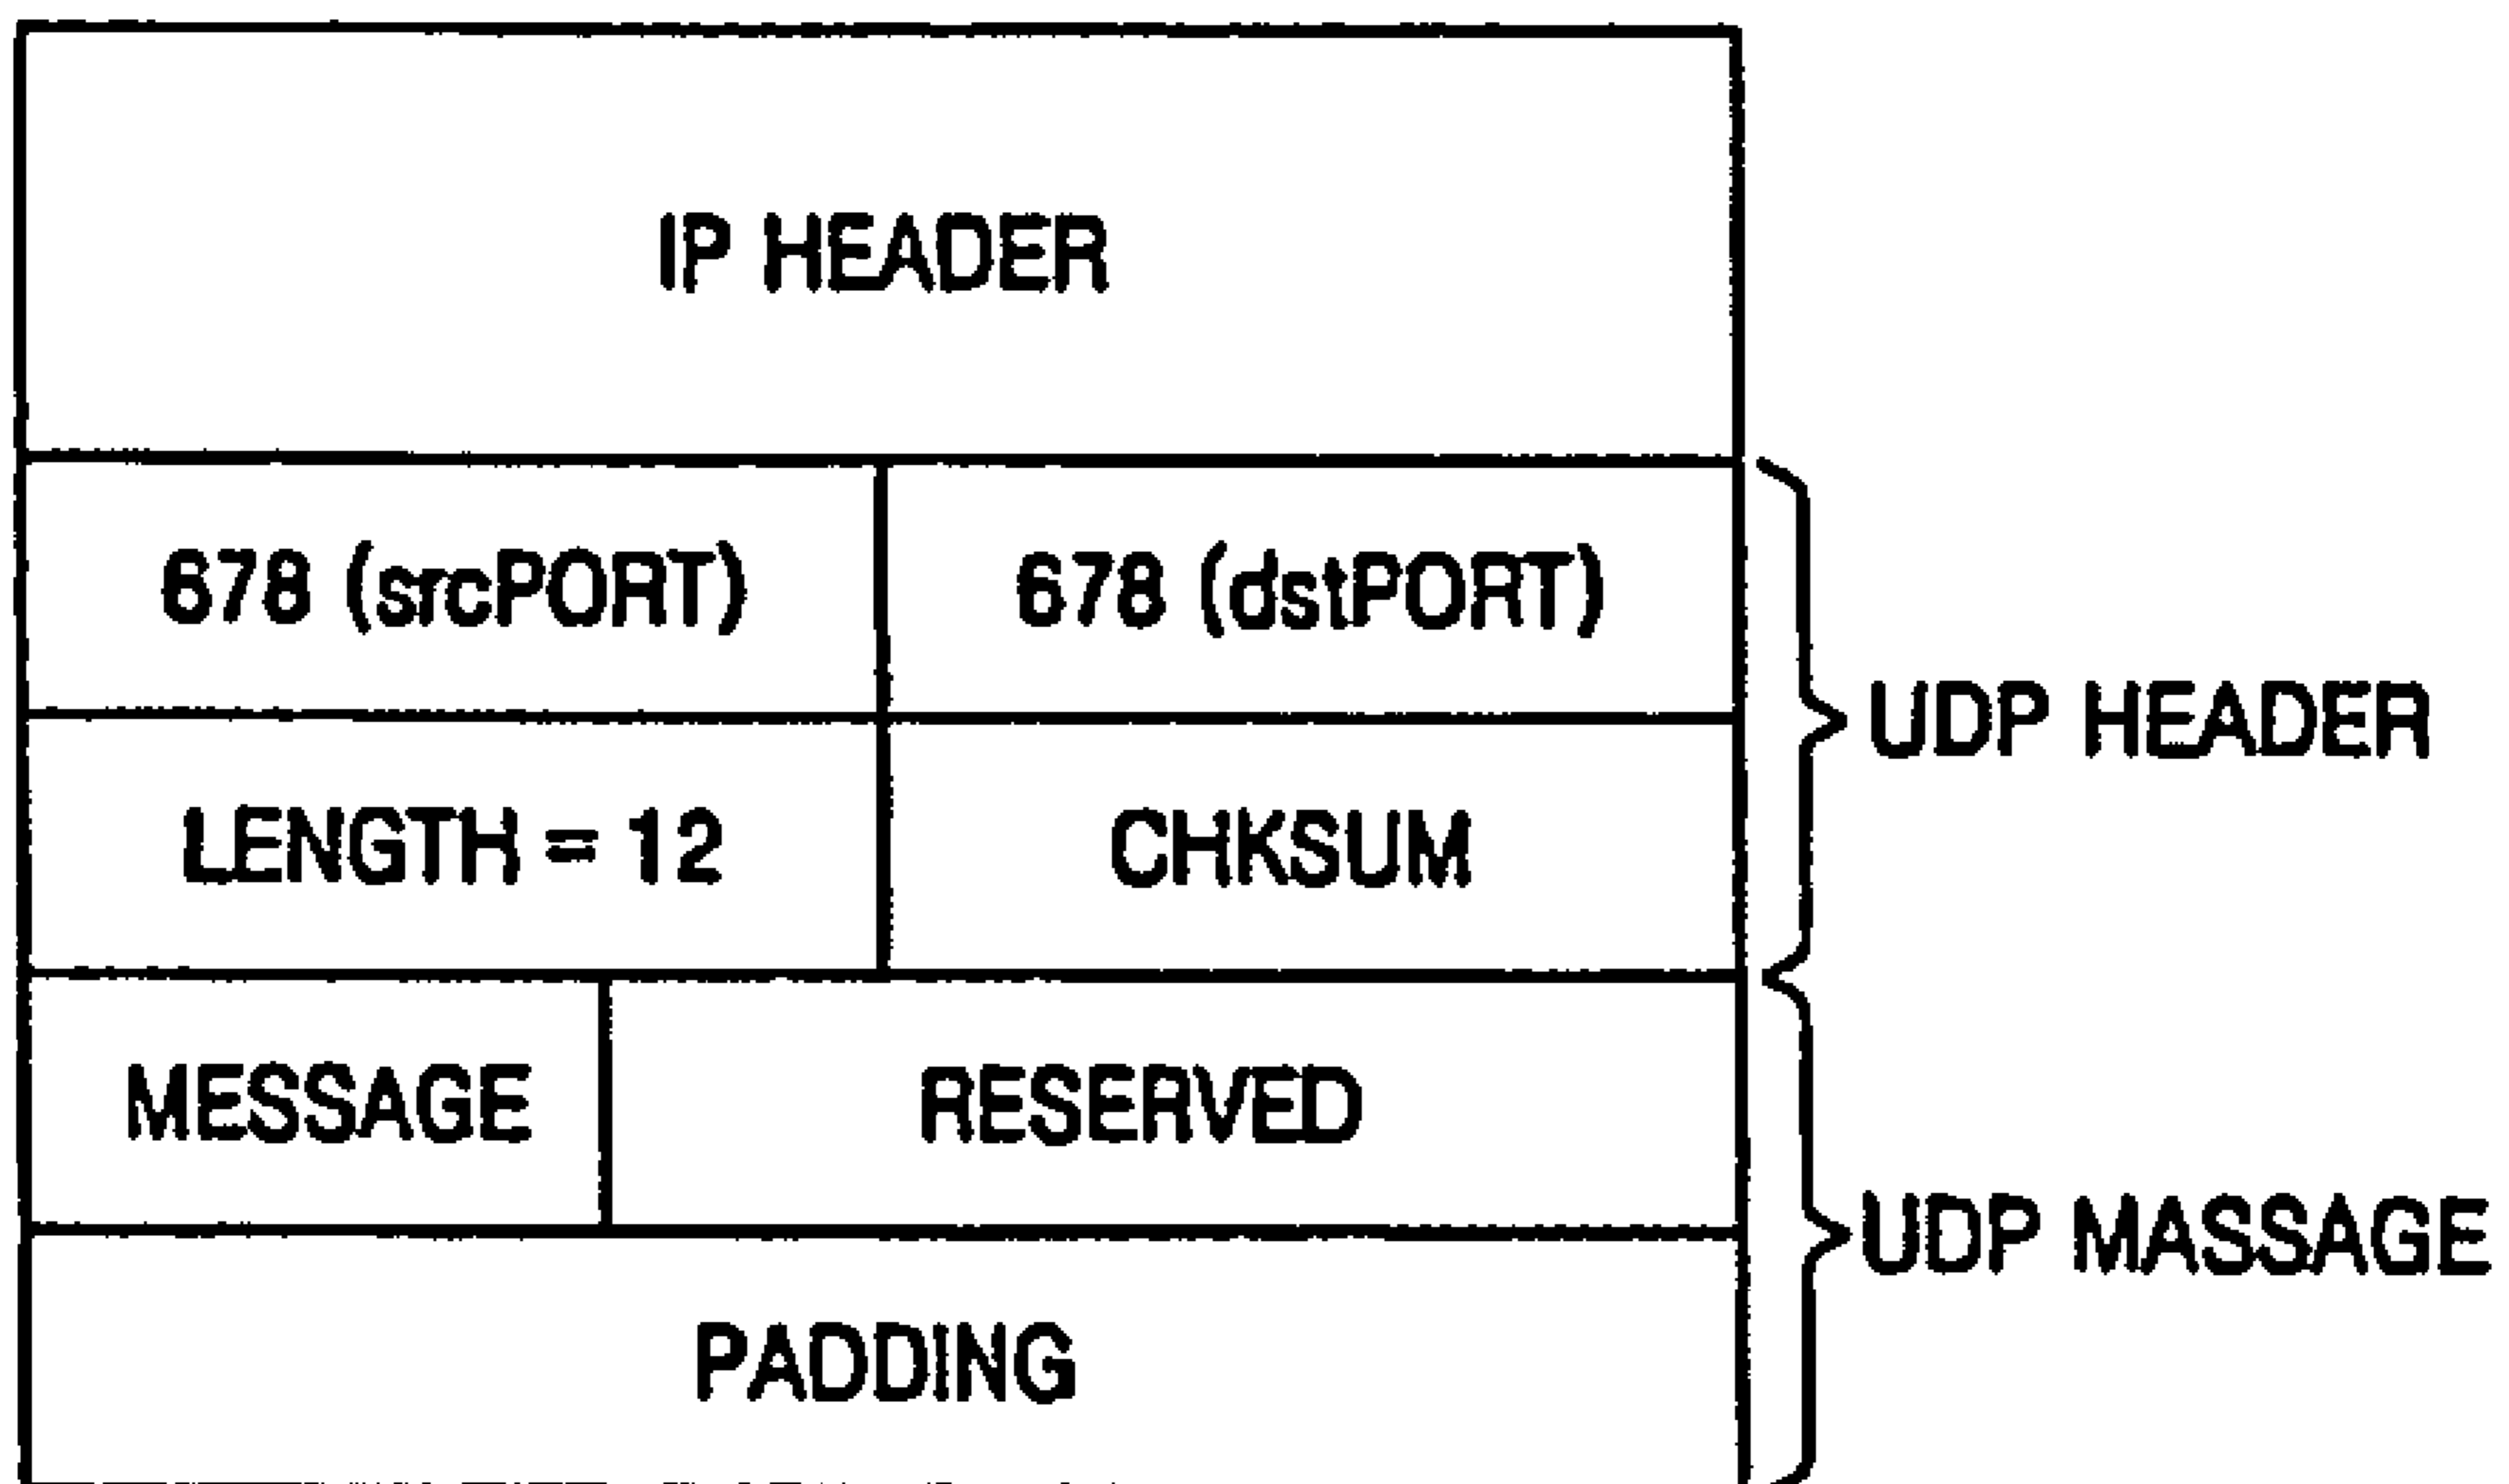 IP HEADER
678 (srcPORT) 678 (dstPORT)
UDP HEADER
LENGTH = 12 CHKSUM
MESSAGE RESERVED
UDP MASSAGE
PADDING